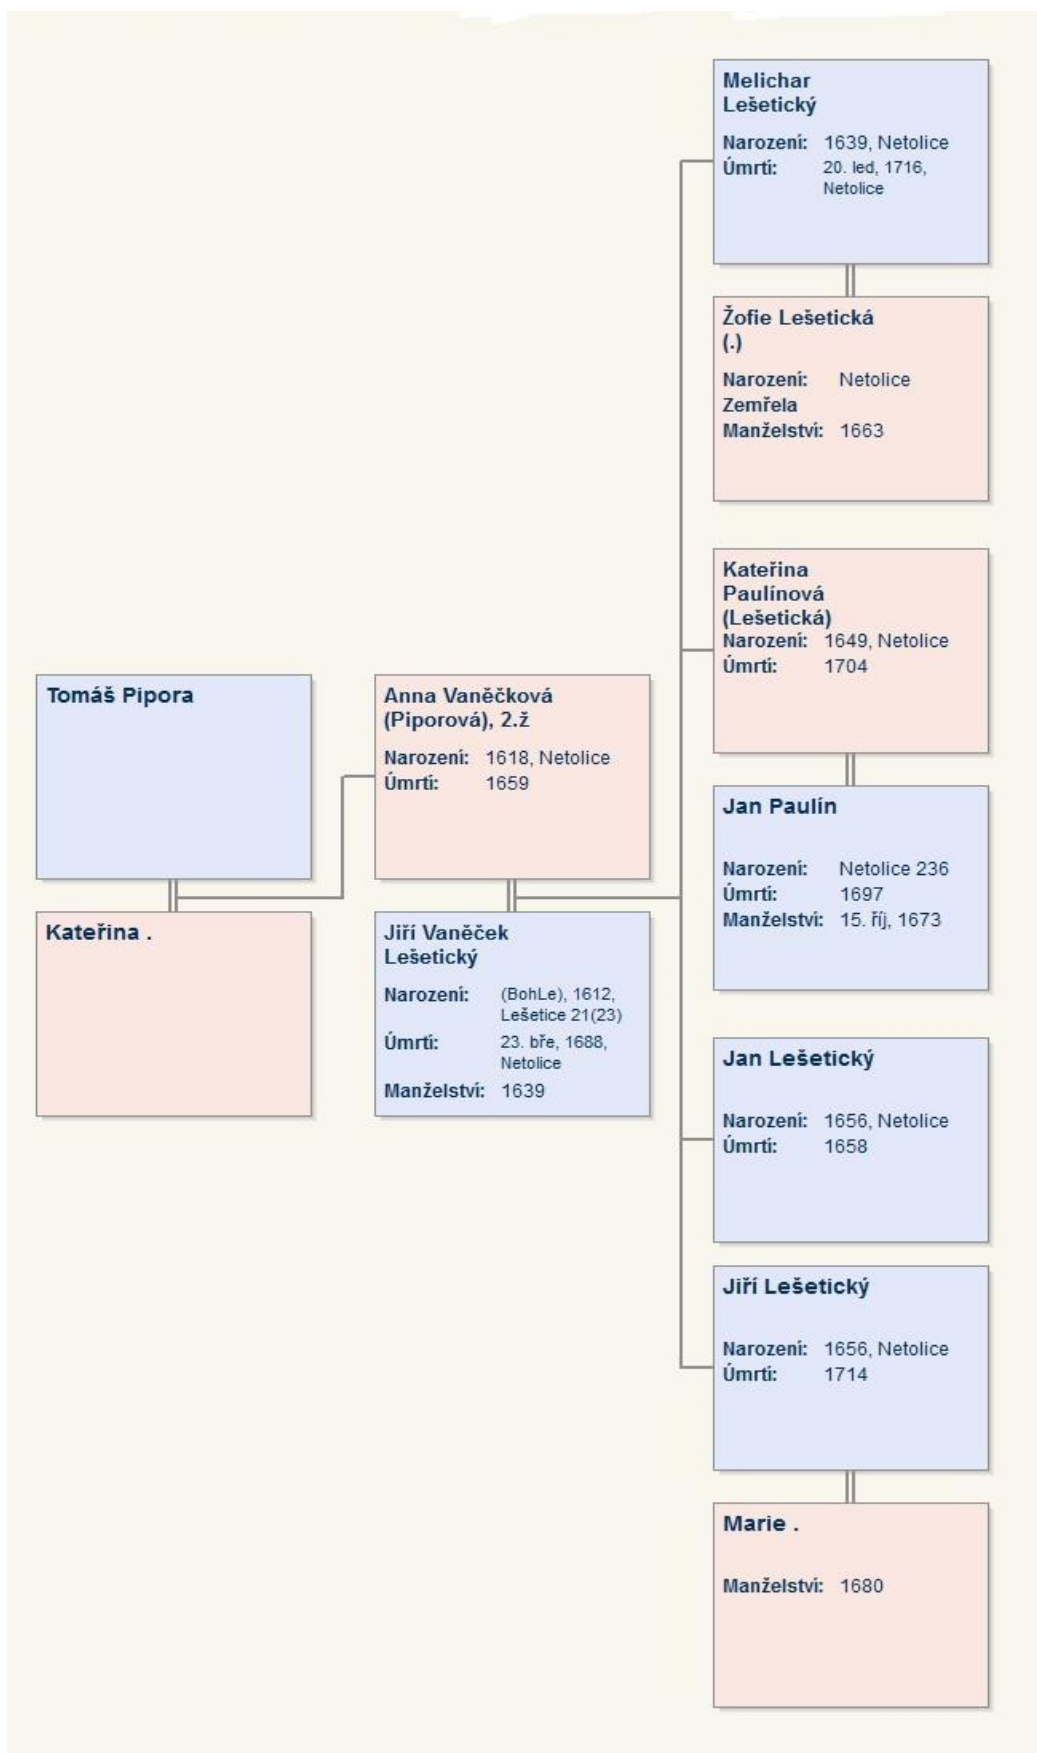 Tomáš Pipora
Kateřina .
Anna Vaněčková
(Piporová), 2.ž
Narození: 1618, Netolice
Úmrtí: 1659
Jiří Vaněček
Lešetický
Narození: (BohLe), 1612,
Lešetice 21(23)
Úmrtí: 23. bře, 1688,
Netolice
Manželství: 1639
Melichar
Lešetický
Narození: 1639, Netolice
Úmrtí: 20. led, 1716,
Netolice
Žofie Lešetická
(.)
Narození: Netolice
Zemřela
Manželství: 1663
Kateřina
Paulínová
(Lešetická)
Narození: 1649, Netolice
Úmrtí: 1704
Jan Paulín
Narození: Netolice 236
Úmrtí: 1697
Manželství: 15. říj, 1673
Jan Lešetický
Narození: 1656, Netolice
Úmrtí: 1658
Jiří Lešetický
Narození: 1656, Netolice
Úmrtí: 1714
Marie .
Manželství: 1680